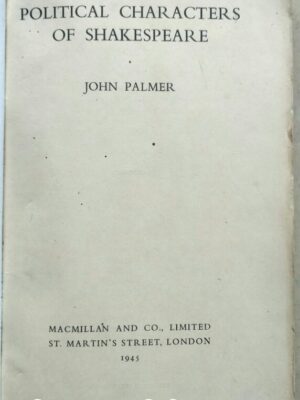 POLITICAL CHARACTERS
OF SHAKESPEARE
JOHN PALMER
MACMILLAN AND CO., LIMITED
ST. MARTIN'S STREET, LONDON
1945